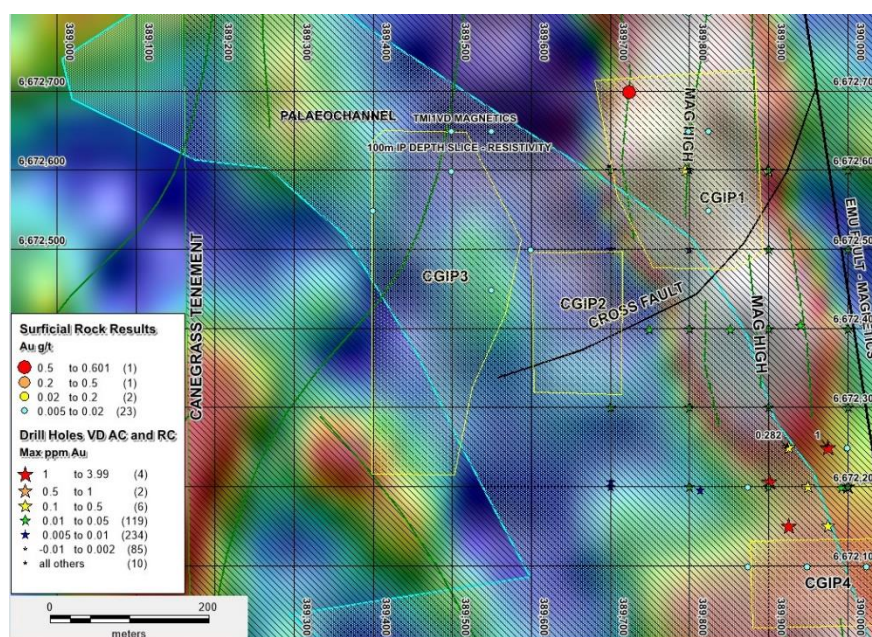 389,000
389,100
389,200
389,300
389,400
389,500
389,600
389,700
389,800
389,900
390,000
6,672,700
6,672,700
PALAEOCHANNEL
TMI1VD MAGNETICS
MAG HIGH
100m IP DEPTH SLICE - RESISTIVITY
6,672,600
6,672,600
CGIP1
EMU FAULT - MAGNETICS
6,672,500
6,672,500
CANEGRASS TENEMENT
CGIP3
CGIP2
CROSS FAULT
MAG HIGH
6,672,400
6,672,300
0.282
1
6,672,200
6,672,100
CGIP4
Surficial Rock Results
Au g/t
0.5 to 0.601 (1)
0.2 to 0.5 (1)
0.02 to 0.2 (2)
0.005 to 0.02 (23)
Drill Holes VD AC and RC
Max ppm Au
1 to 3.99 (4)
0.5 to 1 (2)
0.1 to 0.5 (6)
0.01 to 0.05 (119)
0.005 to 0.01 (234)
-0.01 to 0.002 (85)
all others (10)
0
200
meters
389,300
389,400
389,500
389,600
389,700
389,800
389,900
390,000